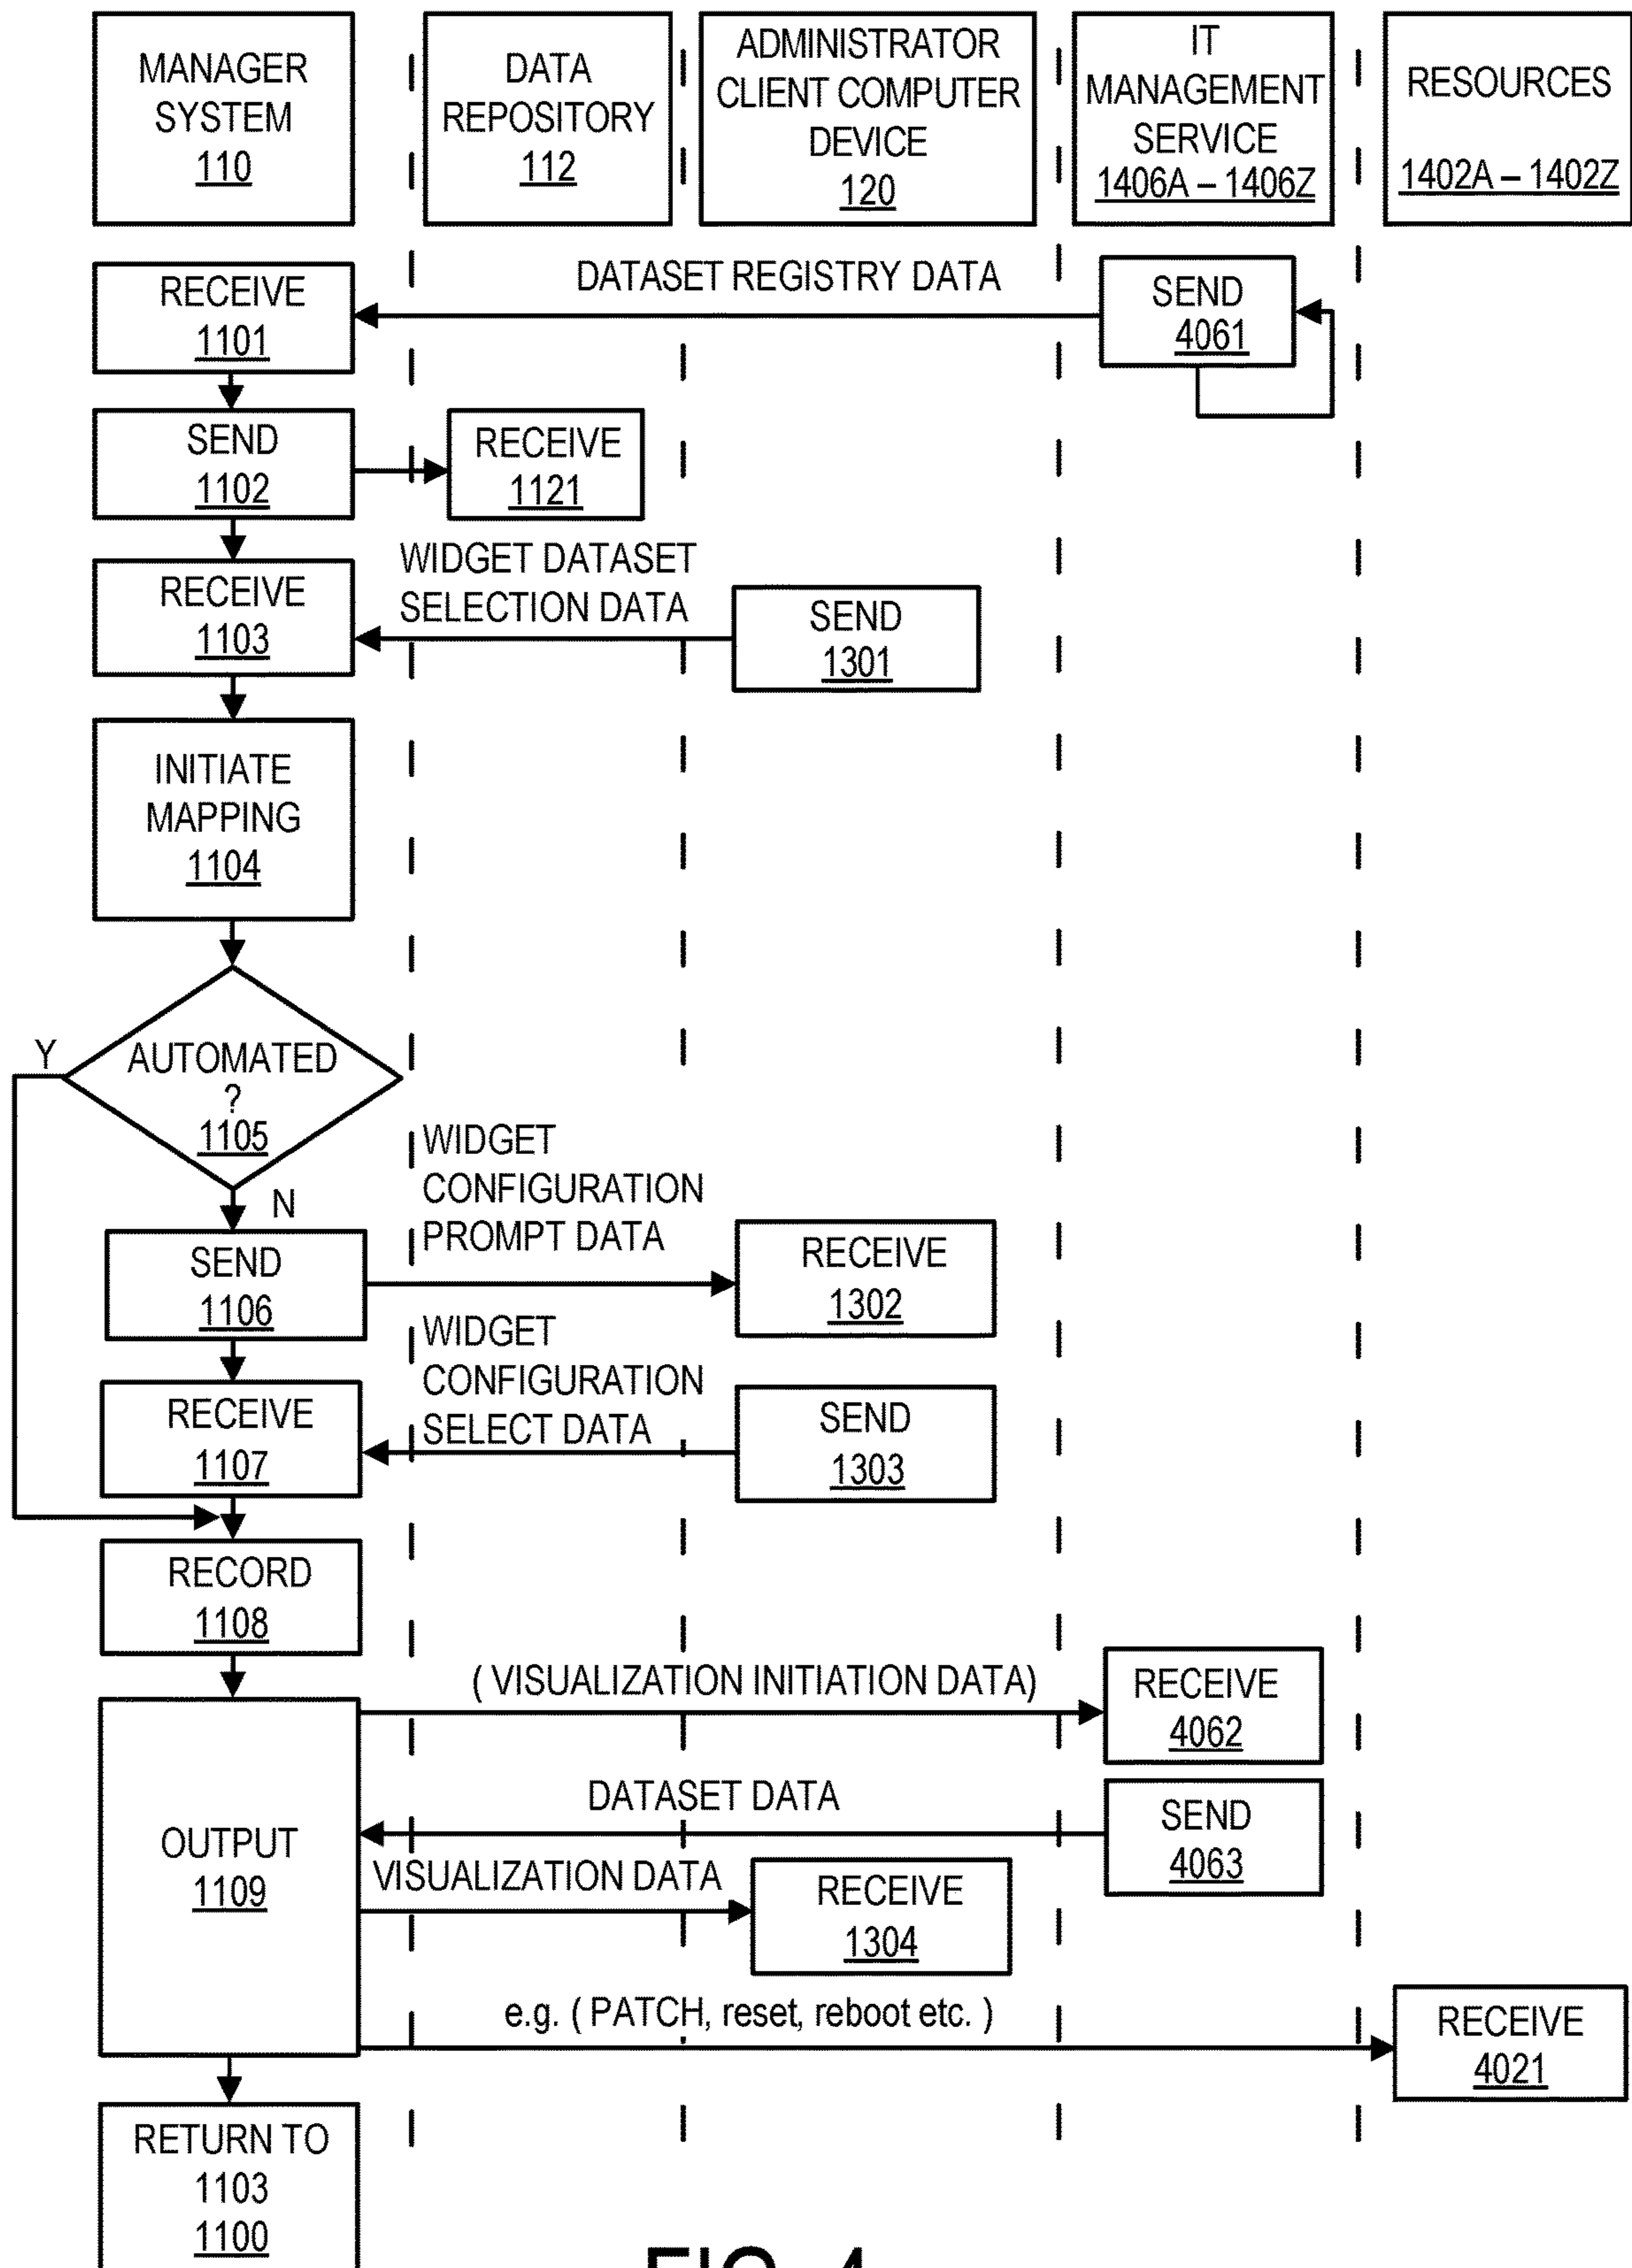 MANAGER
SYSTEM
110
DATA
REPOSITORY
112
ADMINISTRATOR
CLIENT COMPUTER
DEVICE
120
IT
MANAGEMENT
SERVICE
1406A – 1406Z
RESOURCES
1402A – 1402Z
RECEIVE
1101
DATASET REGISTRY DATA
SEND
4061
SEND
1102
RECEIVE
1121
RECEIVE
1103
WIDGET DATASET
SELECTION DATA
SEND
1301
INITIATE
MAPPING
1104
Y
AUTOMATED
?
1105
N
WIDGET
CONFIGURATION
PROMPT DATA
SEND
1106
RECEIVE
1302
WIDGET
CONFIGURATION
SELECT DATA
RECEIVE
1107
SEND
1303
RECORD
1108
( VISUALIZATION INITIATION DATA)
RECEIVE
4062
DATASET DATA
SEND
4063
OUTPUT
1109
VISUALIZATION DATA
RECEIVE
1304
e.g. ( PATCH, reset, reboot etc. )
RECEIVE
4021
RETURN TO
1103
1100
FIG. 4